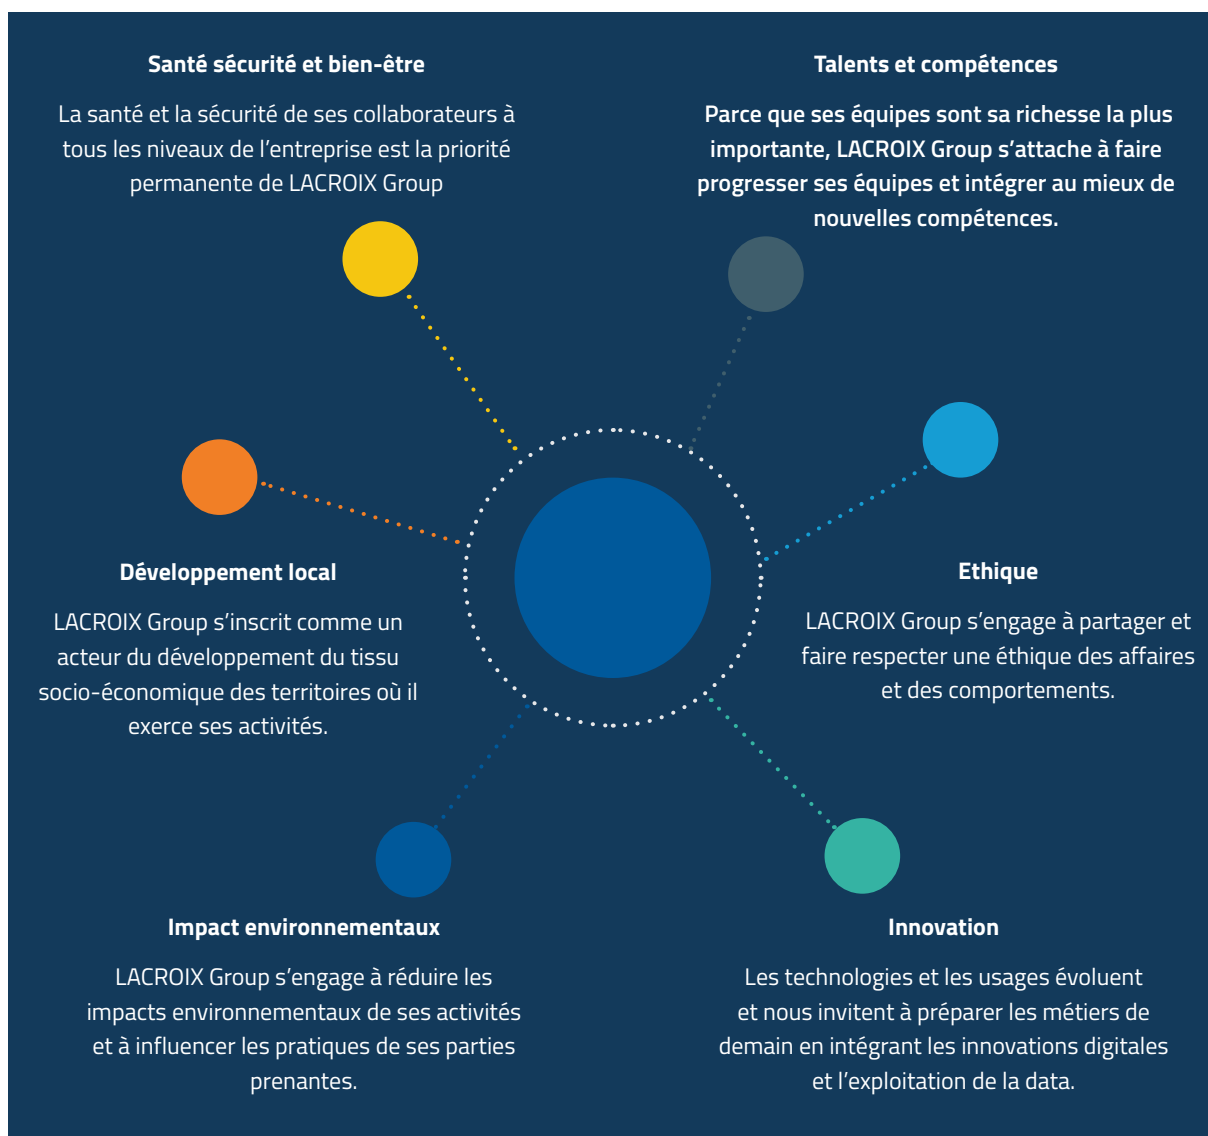 Santé sécurité et bien-être
La santé et la sécurité de ses collaborateurs à
tous les niveaux de l’entreprise est la priorité
permanente de LACROIX Group
Talents et compétences
Parce que ses équipes sont sa richesse la plus
importante, LACROIX Group s’attache à faire
progresser ses équipes et intégrer au mieux de
nouvelles compétences.
Développement local
LACROIX Group s’inscrit comme un
acteur du développement du tissu
socio-économique des territoires où il
exerce ses activités.
Ethique
LACROIX Group s’engage à partager et
faire respecter une éthique des affaires
et des comportements.
Impact environnementaux
LACROIX Group s’engage à réduire les
impacts environnementaux de ses activités
et à influencer les pratiques de ses parties
prenantes.
Innovation
Les technologies et les usages évoluent
et nous invitent à préparer les métiers de
demain en intégrant les innovations digitales
et l’exploitation de la data.